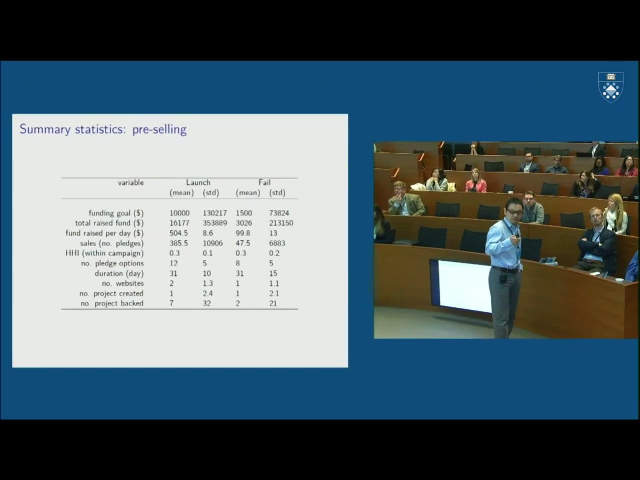 Summary statistics: pre-selling
variable Launch Fail
(mean) (std) (mean) (std)
funding goal ($) 10000 130217 1500 73824
total raised fund ($) 16177 353889 3026 213150
fund raised per day ($) 504.5 8.6 99.8 13
sales (no. pledges) 385.5 10906 47.5 6883
HHI (within campaign) 0.3 0.1 0.3 0.2
no. pledge options 12 5 8 5
duration (day) 31 10 31 15
no. websites 2 1.3 1 1.1
no. project created 1 2.4 1 2.1
no. project backed 7 32 2 21